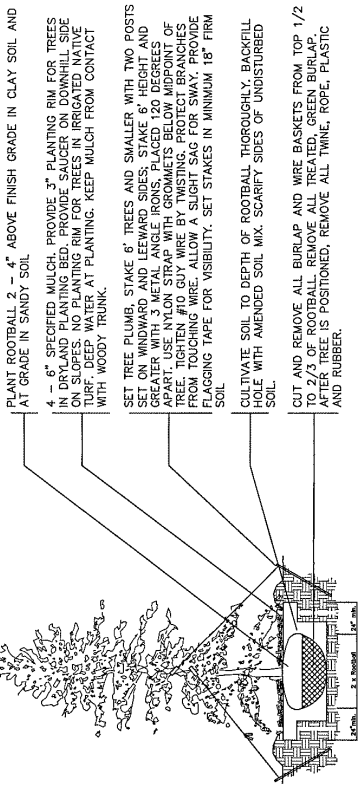 PLANT ROOTBALL 2 - 4" ABOVE FINISH GRADE IN CLAY SOIL AND
AT GRADE IN SANDY SOIL
4 - 6" SPECIFIED MULCH. PROVIDE 3" PLANTING RIM FOR TREES
IN DRYLAND PLANTING BED. PROVIDE SAUCER ON DOWNHILL SIDE
ON SLOPES. NO PLANTING RIM FOR TREES IN IRRIGATED NATIVE
TURF. DEEP WATER AT PLANTING. KEEP MULCH FROM CONTACT
WITH WOODY TRUNK.
SET TREE PLUMB, STAKE 6' TREES AND SMALLER WITH TWO POSTS
SET ON WINDWARD AND LEEWARD SIDES; STAKE 6' HEIGHT AND
GREATER WITH 3 METAL ANGLE IRONS, PLACED 120 DEGREES
APART. USE NYLON STRAP WITH GROMMETS, BELOW MIDPOINT OF
TREE. TIGHTEN #10 GUY WIRE BY TWISTING. PROTECT BRANCHES
FROM TOUCHING WIRE. ALLOW A SLIGHT SAG FOR SWAY. PROVIDE
FLAGGING TAPE FOR VISIBILITY. SET STAKES IN MINIMUM 18" FIRM
SOIL
CULTIVATE SOIL TO DEPTH OF ROOTBALL THOROUGHLY. BACKFILL
HOLE WITH AMENDED SOIL MIX. SCARIFY SIDES OF UNDISTURBED
SOIL.
CUT AND REMOVE ALL BURLAP AND WIRE BASKETS FROM TOP 1/2
TO 2/3 OF ROOTBALL. REMOVE ALL TREATED, GREEN BURLAP.
AFTER TREE IS POSITIONED, REMOVE ALL TWINE, ROPE, PLASTIC
AND RUBBER.
24"min. 2 x Rootball 24" min.